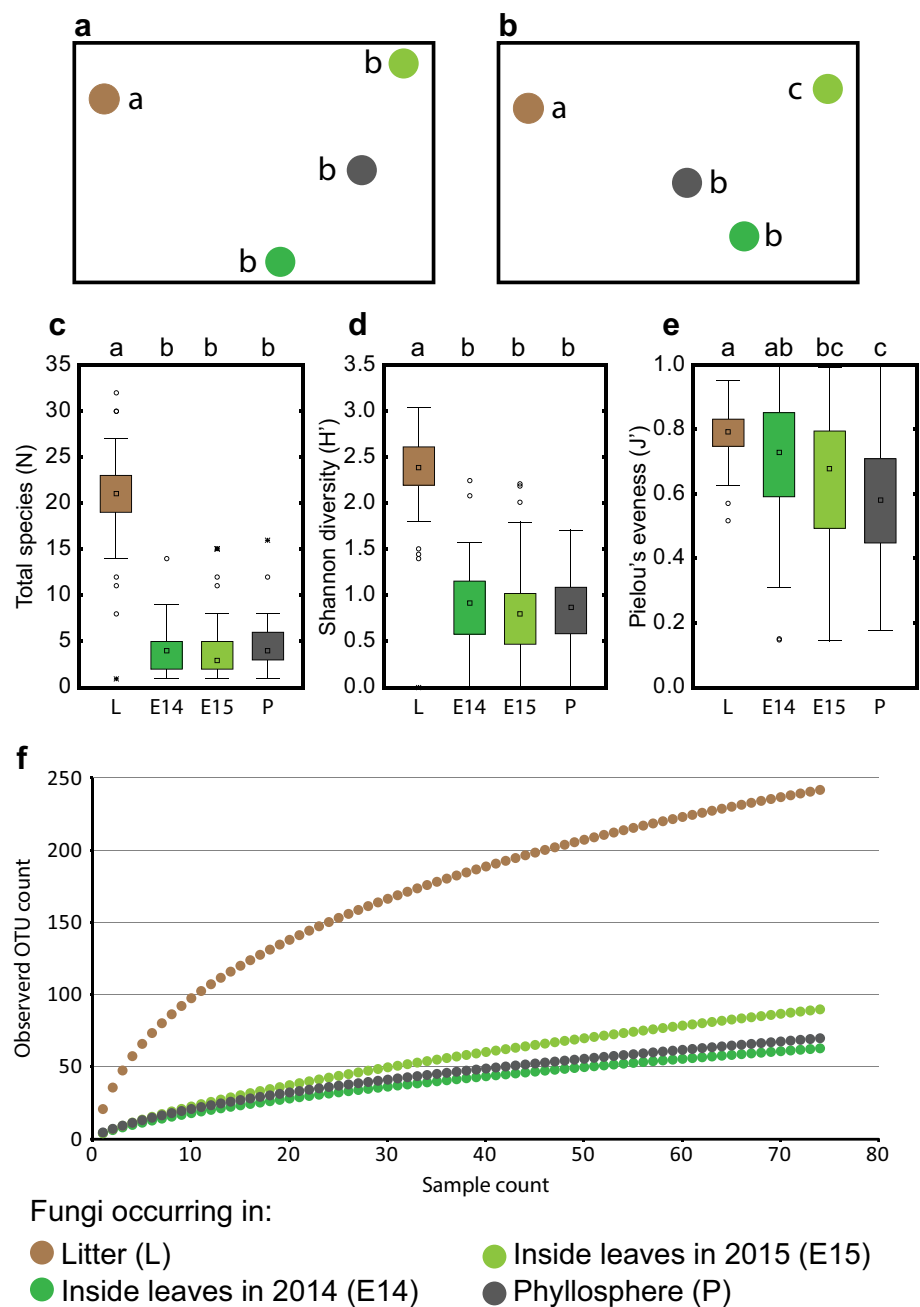 a
b
a
b
b
b
a
c
b
b
c
d
e
a b b b
a b b b
a ab bc c
Total species (N)
35
30
25
20
15
10
5
0
L E14 E15 P
Shannon diversity (H')
3.5
3.0
2.5
2.0
1.5
1.0
0.5
0.0
L E14 E15 P
Pielou's eveness (J')
1.0
0.8
0.6
0.4
0.2
0.0
L E14 E15 P
f
Observerd OTU count
250
200
150
100
50
0
0 10 20 30 40 50 60 70 80
Sample count
Fungi occurring in:
Litter (L)
Inside leaves in 2015 (E15)
Inside leaves in 2014 (E14)
Phyllosphere (P)